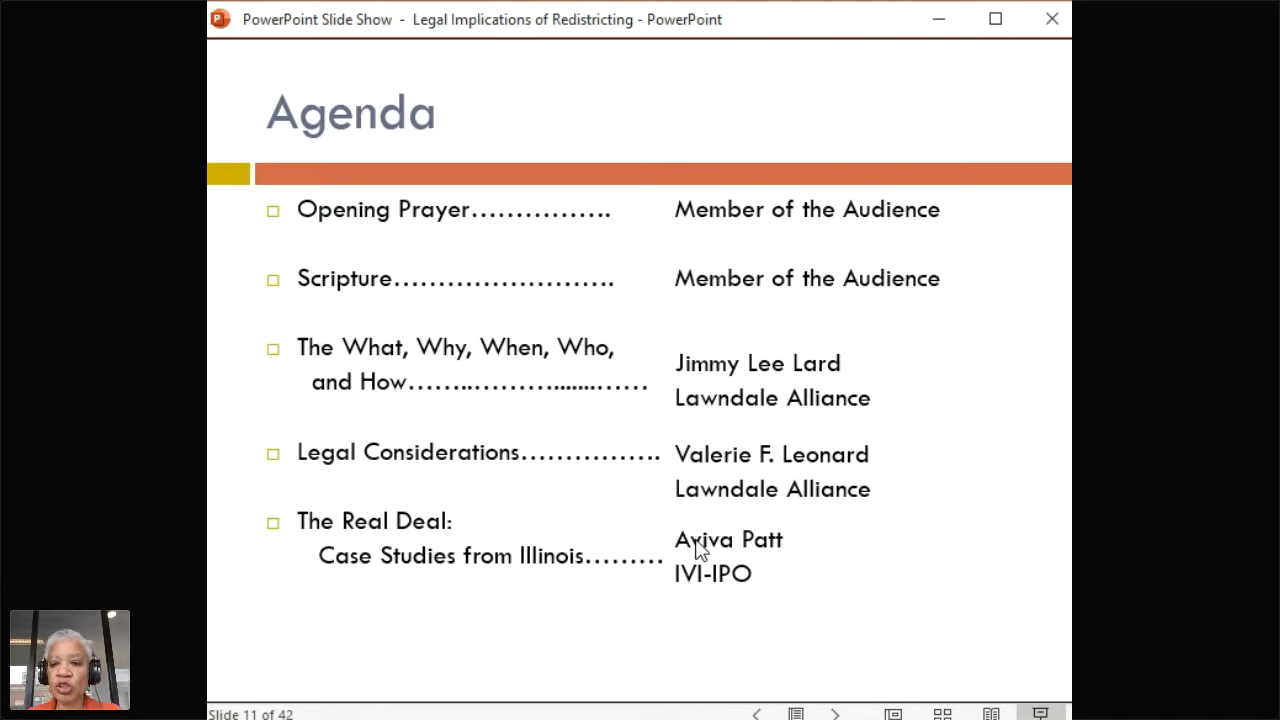 PowerPoint Slide Show - Legal Implications of Redistricting - PowerPoint
Agenda
Opening Prayer................ Member of the Audience
Scripture......................... Member of the Audience
The What, Why, When, Who,
and How........................... Jimmy Lee Lard
Lawndale Alliance
Legal Considerations................ Valerie F. Leonard
Lawndale Alliance
The Real Deal:
Case Studies from Illinois......... Aviva Patt
IVI-IPO
Slide 11 of 42